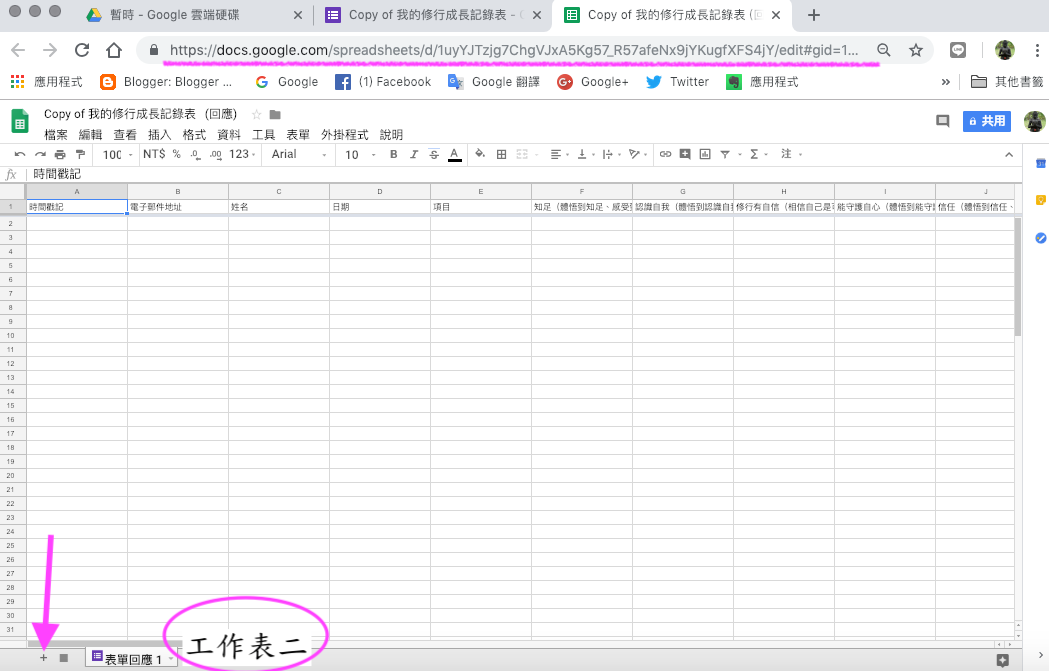 暫時 - Google 雲端硬碟
Copy of 我的修行成長記錄表 -
Copy of 我的修行成長記錄表 (回
https://docs.google.com/spreadsheets/d/1uyYJTzjg7ChgVJxA5Kg57_R57afeNx9jYKugfXFS4jY/edit#gid=1...
應用程式 Blogger: Blogger ... Google (1) Facebook Google 翻譯 Google+ Twitter 應用程式 » 其他書籤
Copy of 我的修行成長記錄表 (回應)
檔案 編輯 查看 插入 格式 資料 工具 表單 外掛程式 說明
共用
100 NT$ % .0 .00 123 Arial 10 B I S A Σ 注
fx 時間戳記
A B C D E F G H I J
1 時間戳記 電子郵件地址 姓名 日期 項目 知足（體悟到知足、感受 認識自我（體悟到認識自 修行有自信（相信自己是 能守護自心（體悟到能守 信任（體悟到信任、
2
3
4
5
6
7
8
9
10
11
12
13
14
15
16
17
18
19
20
21
22
23
24
25
26
27
28
29
30
31
+ 表單回應 1 工作表二